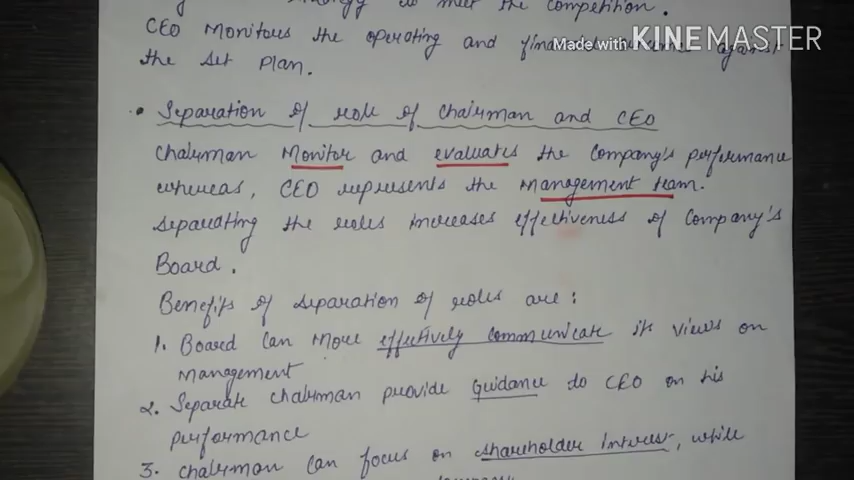 to meet the competition.
CEO Monitors the operating and
Made with KINEMASTER
against
the set plan.
• Separation of role of chairman and CEO
chairman Monitor and evaluates the Company's performance
whereas, CEO represents the management team.
separating the roles increases effectiveness of Company's
Board.
Benefits of separation of roles are:
1. Board can more effectively communicate its views on
management
2. Separate chairman provide Guidance to CEO on his
performance
3. chairman can focus on shareholder interest, while